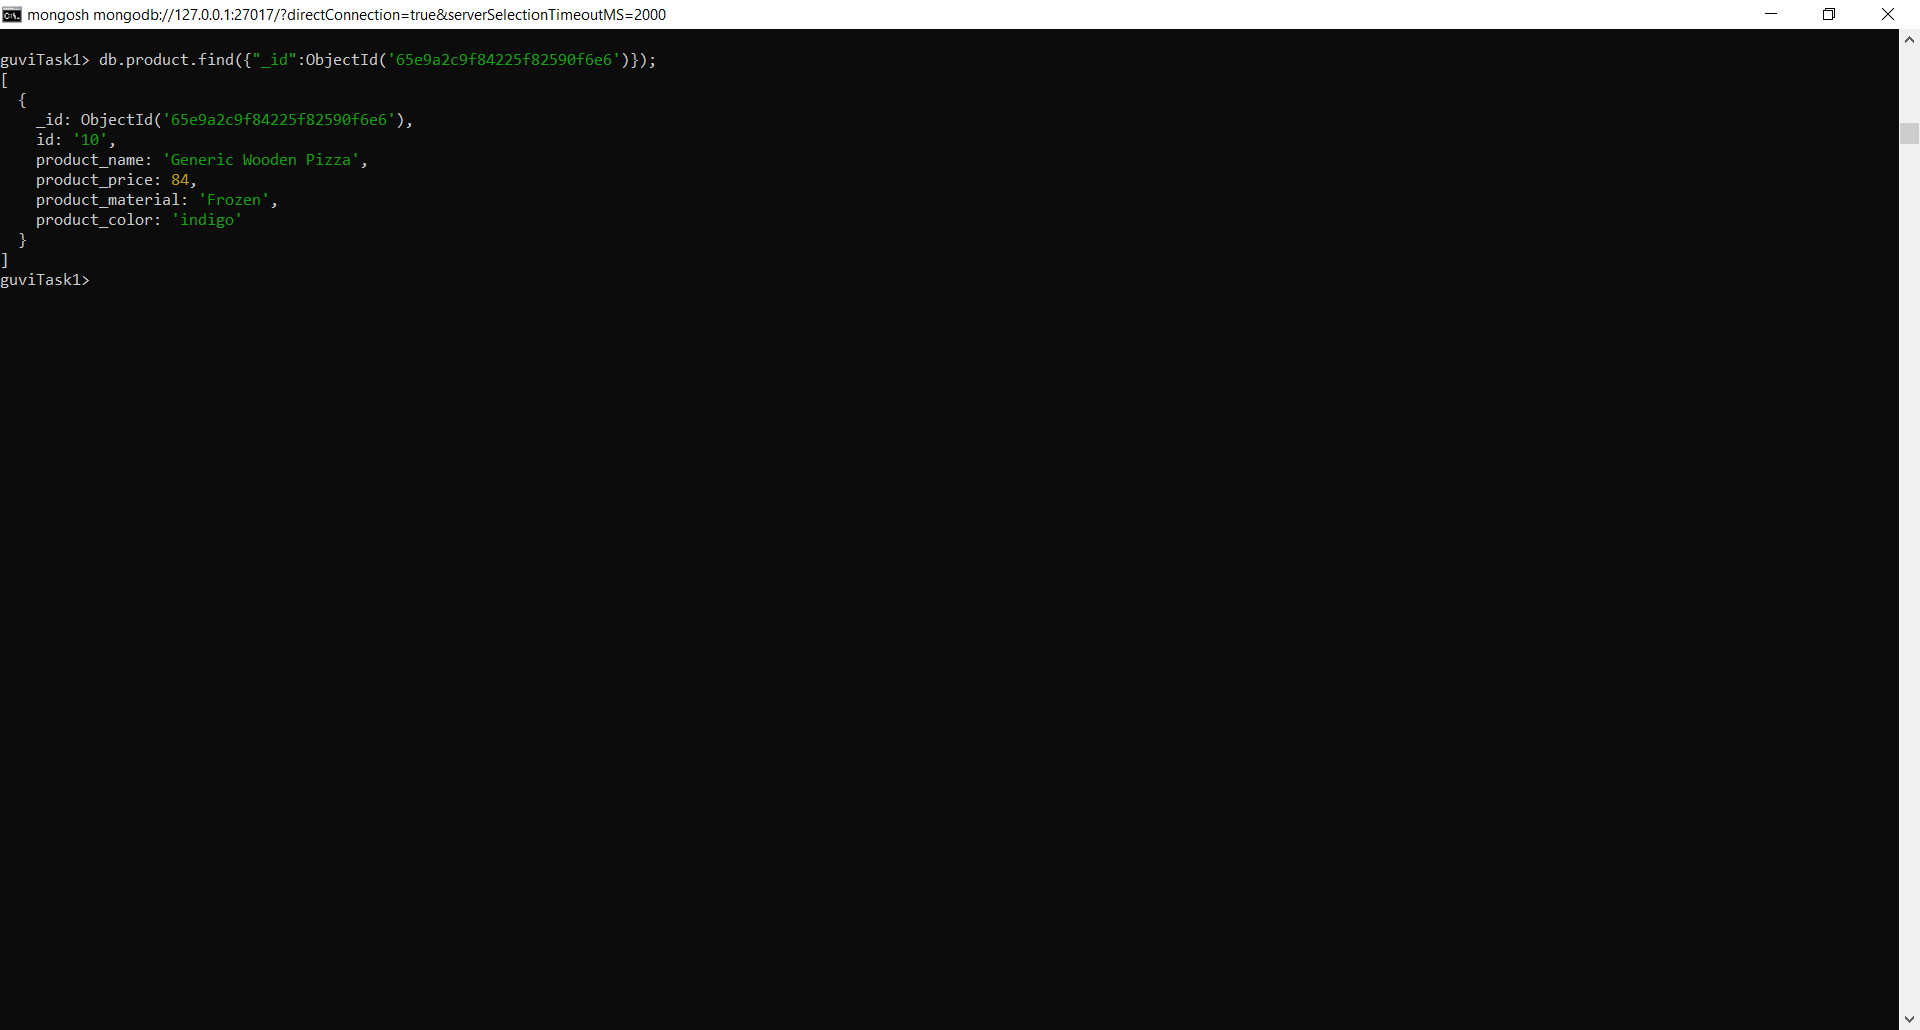 mongosh mongodb://127.0.0.1:27017/?directConnection=true&serverSelectionTimeoutMS=2000
guviTask1> db.product.find({"_id":ObjectId('65e9a2c9f84225f82590f6e6')});
[
  {
    _id: ObjectId('65e9a2c9f84225f82590f6e6'),
    id: '10',
    product_name: 'Generic Wooden Pizza',
    product_price: 84,
    product_material: 'Frozen',
    product_color: 'indigo'
  }
]
guviTask1>